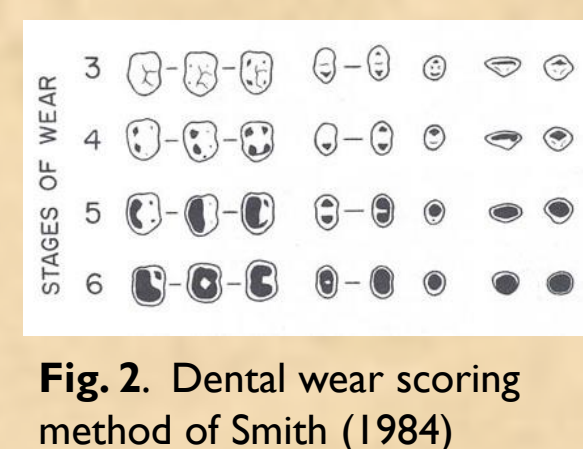 STAGES OF WEAR
3
4
5
6
Fig. 2. Dental wear scoring
method of Smith (1984)